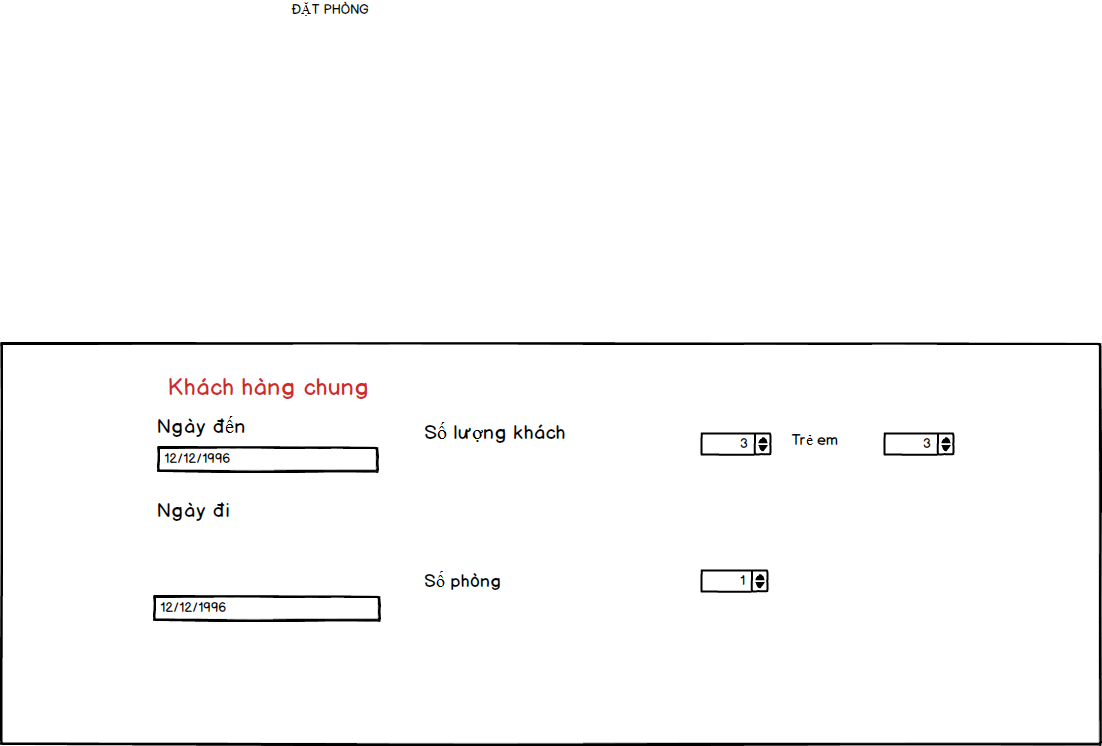 ĐẶT PHÒNG
Khách hàng chung
Ngày đến
Số lượng khách
3
Trẻ em
3
12/12/1996
Ngày đi
Số phòng
1
12/12/1996